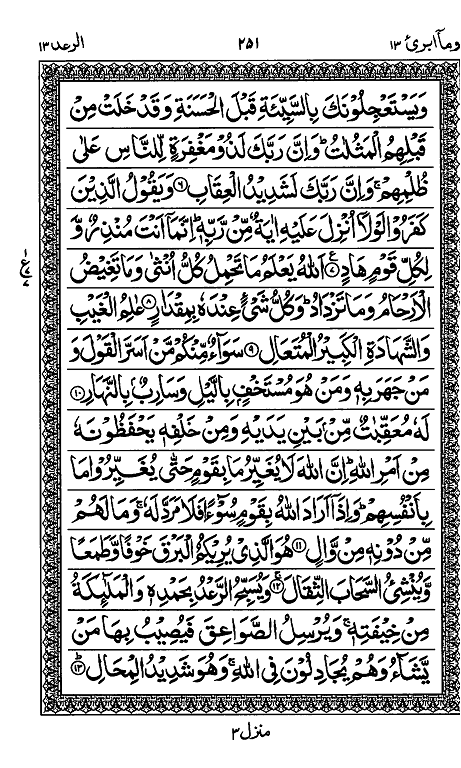 وماۤ ابرئ ١٣
٢٥١
الرعد ١٣
وَيَسۡتَعۡجِلُوۡنَكَ بِالسَّيِّئَةِ قَبۡلَ الۡحَسَنَةِ وَقَدۡ خَلَتۡ مِنۡ
قَبۡلِهِمُ الۡمَثُلٰتُؕ وَاِنَّ رَبَّكَ لَذُوۡ مَغۡفِرَةٍ لِّلنَّاسِ عَلٰى
ظُلۡمِهِمۡۚ وَاِنَّ رَبَّكَ لَشَدِيۡدُ الۡعِقَابِ ﴿٦﴾ وَيَقُوۡلُ الَّذِيۡنَ
كَفَرُوۡا لَوۡلَاۤ اُنۡزِلَ عَلَيۡهِ اٰيَةٌ مِّنۡ رَّبِّهٖؕ اِنَّمَاۤ اَنۡتَ مُنۡذِرٌ وَّ
لِكُلِّ قَوۡمٍ هَادٍ ﴿٧﴾ اَللّٰهُ يَعۡلَمُ مَا تَحۡمِلُ كُلُّ اُنۡثٰى وَمَا تَغِيۡضُ
الۡاَرۡحَامُ وَمَا تَزۡدَادُؕ وَكُلُّ شَىۡءٍ عِنۡدَهٗ بِمِقۡدَارٍ ﴿٨﴾ عٰلِمُ الۡغَيۡبِ
وَالشَّهَادَةِ الۡكَبِيۡرُ الۡمُتَعَالِ ﴿٩﴾ سَوَآءٌ مِّنۡكُمۡ مَّنۡ اَسَرَّ الۡقَوۡلَ وَ
مَنۡ جَهَرَ بِهٖ وَمَنۡ هُوَ مُسۡتَخۡفٍۭ بِالَّيۡلِ وَسَارِبٌۢ بِالنَّهَارِ ﴿١٠﴾
لَهٗ مُعَقِّبٰتٌ مِّنۡۢ بَيۡنِ يَدَيۡهِ وَمِنۡ خَلۡفِهٖ يَحۡفَظُوۡنَهٗ
مِنۡ اَمۡرِ اللّٰهِؕ اِنَّ اللّٰهَ لَا يُغَيِّرُ مَا بِقَوۡمٍ حَتّٰى يُغَيِّرُوۡا مَا
بِاَنۡفُسِهِمۡؕ وَاِذَاۤ اَرَادَ اللّٰهُ بِقَوۡمٍ سُوۡٓءًا فَلَا مَرَدَّ لَهٗۚ وَمَا لَهُمۡ
مِّنۡ دُوۡنِهٖ مِنۡ وَّالٍ ﴿١١﴾ هُوَ الَّذِىۡ يُرِيۡكُمُ الۡبَرۡقَ خَوۡفًا وَّطَمَعًا
وَّيُنۡشِئُ السَّحَابَ الثِّقَالَ ﴿١٢﴾ وَيُسَبِّحُ الرَّعۡدُ بِحَمۡدِهٖ وَالۡمَلٰٓئِكَةُ
مِنۡ خِيۡفَتِهٖۚ وَيُرۡسِلُ الصَّوَاعِقَ فَيُصِيۡبُ بِهَا مَنۡ
يَّشَآءُ وَهُمۡ يُجَادِلُوۡنَ فِى اللّٰهِۚ وَهُوَ شَدِيۡدُ الۡمِحَالِؕ ﴿١٣﴾
منزل ٣